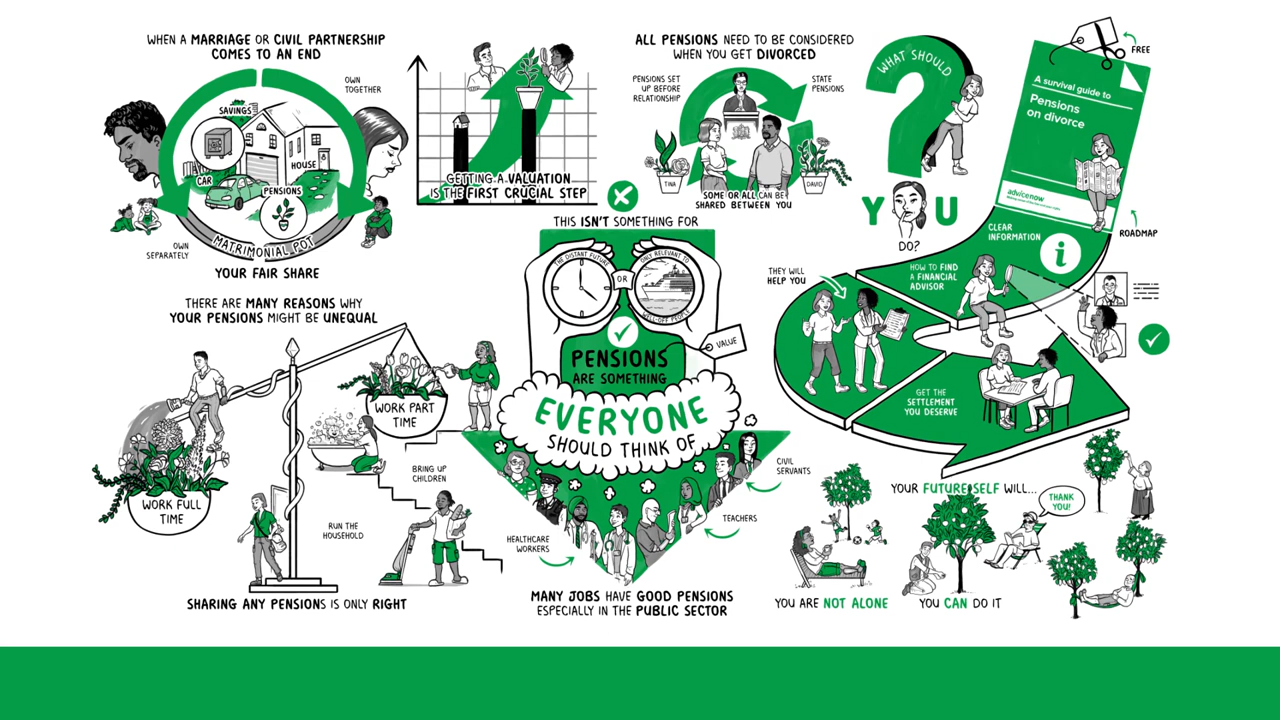 WHEN A MARRIAGE OR CIVIL PARTNERSHIP
COMES TO AN END
OWN
TOGETHER
SAVINGS
HOUSE
CAR
PENSIONS
MATRIMONIAL POT
OWN
SEPARATELY
YOUR FAIR SHARE
GETTING A VALUATION
IS THE FIRST CRUCIAL STEP
ALL PENSIONS NEED TO BE CONSIDERED
WHEN YOU GET DIVORCED
PENSIONS SET
UP BEFORE
RELATIONSHIP
STATE
PENSIONS
TINA
DAVID
SOME OR ALL CAN BE
SHARED BETWEEN YOU
WHAT SHOULD
Y U
DO?
FREE
A survival guide to
Pensions
on divorce
advicenow
ROADMAP
CLEAR
INFORMATION
i
HOW TO FIND
A FINANCIAL
ADVISOR
THEY WILL
HELP YOU
GET THE
SETTLEMENT
YOU DESERVE
THERE ARE MANY REASONS WHY
YOUR PENSIONS MIGHT BE UNEQUAL
WORK FULL
TIME
WORK PART
TIME
BRING UP
CHILDREN
RUN THE
HOUSEHOLD
SHARING ANY PENSIONS IS ONLY RIGHT
THIS ISN'T SOMETHING FOR
THE DISTANT FUTURE
OR
ONLY RELEVANT TO
WELL-OFF PEOPLE
VALUE
PENSIONS
ARE SOMETHING
EVERYONE
SHOULD THINK OF
CIVIL
SERVANTS
TEACHERS
HEALTHCARE
WORKERS
MANY JOBS HAVE GOOD PENSIONS
ESPECIALLY IN THE PUBLIC SECTOR
YOUR FUTURE SELF WILL...
THANK
YOU!
YOU ARE NOT ALONE
YOU CAN DO IT